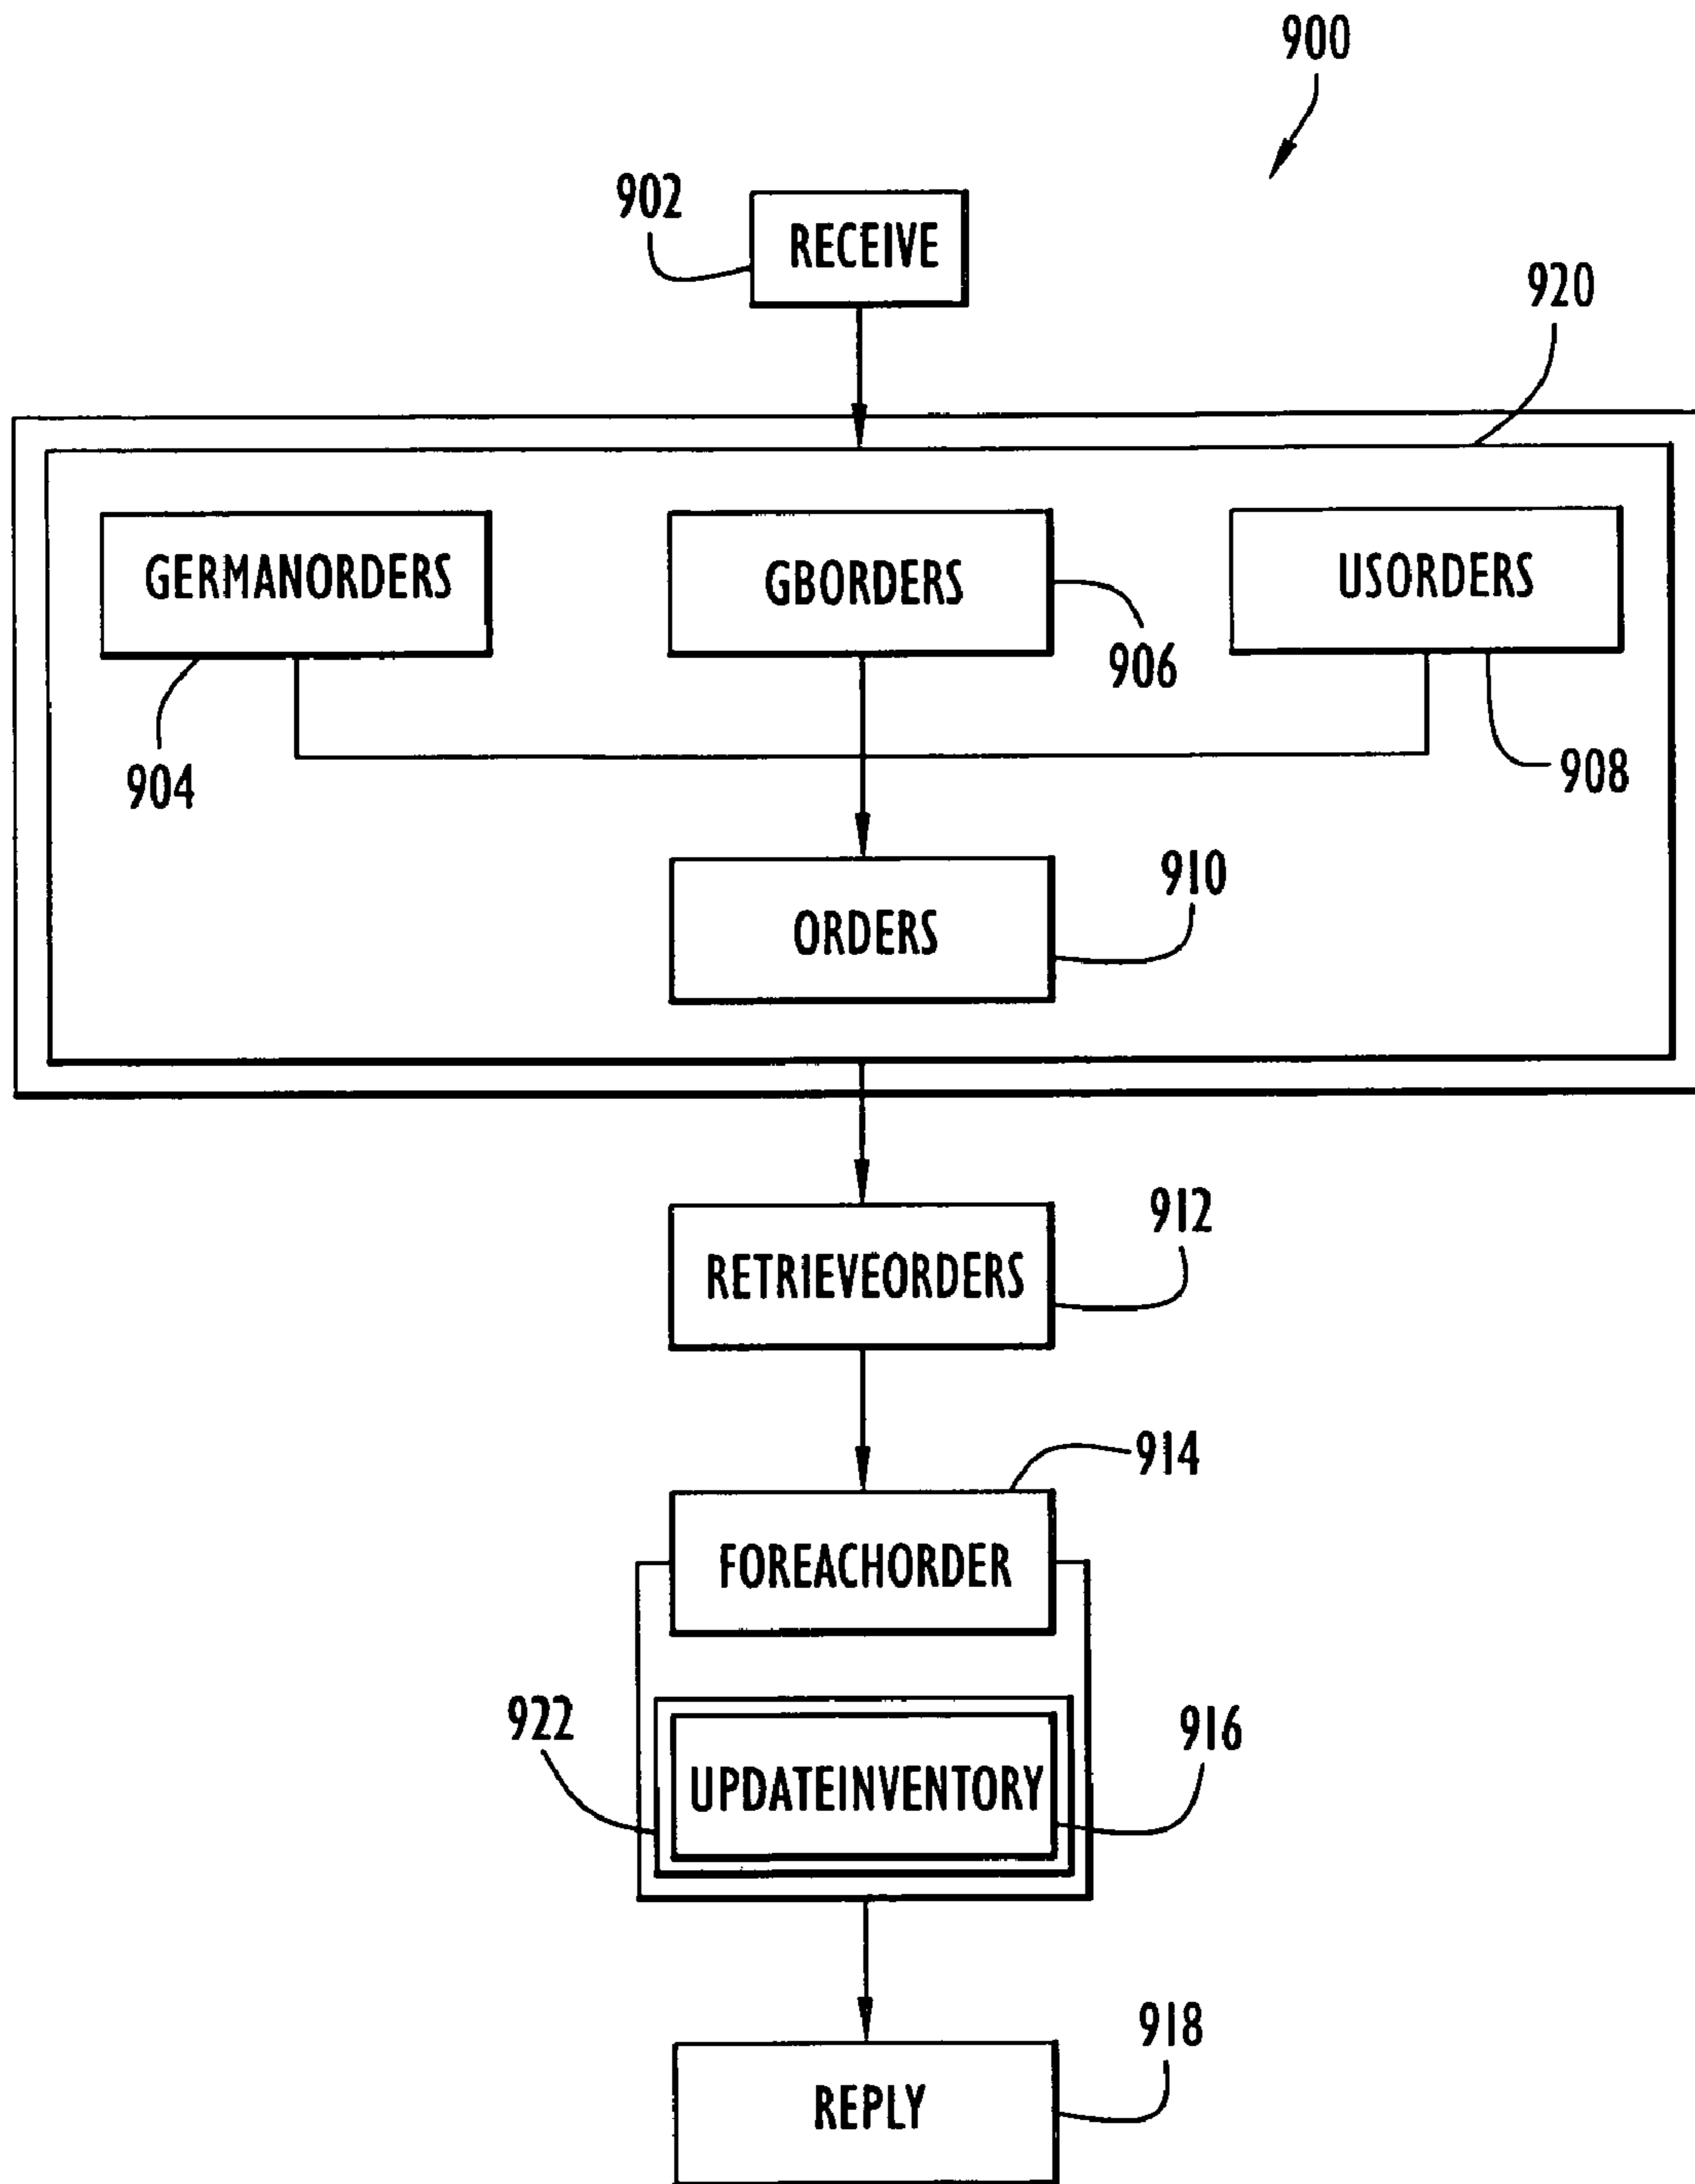 900
902
RECEIVE
920
GERMANORDERS
GBORDERS
USORDERS
906
904
908
910
ORDERS
912
RETRIEVEORDERS
914
FOREACHORDER
922
916
UPDATEINVENTORY
918
REPLY